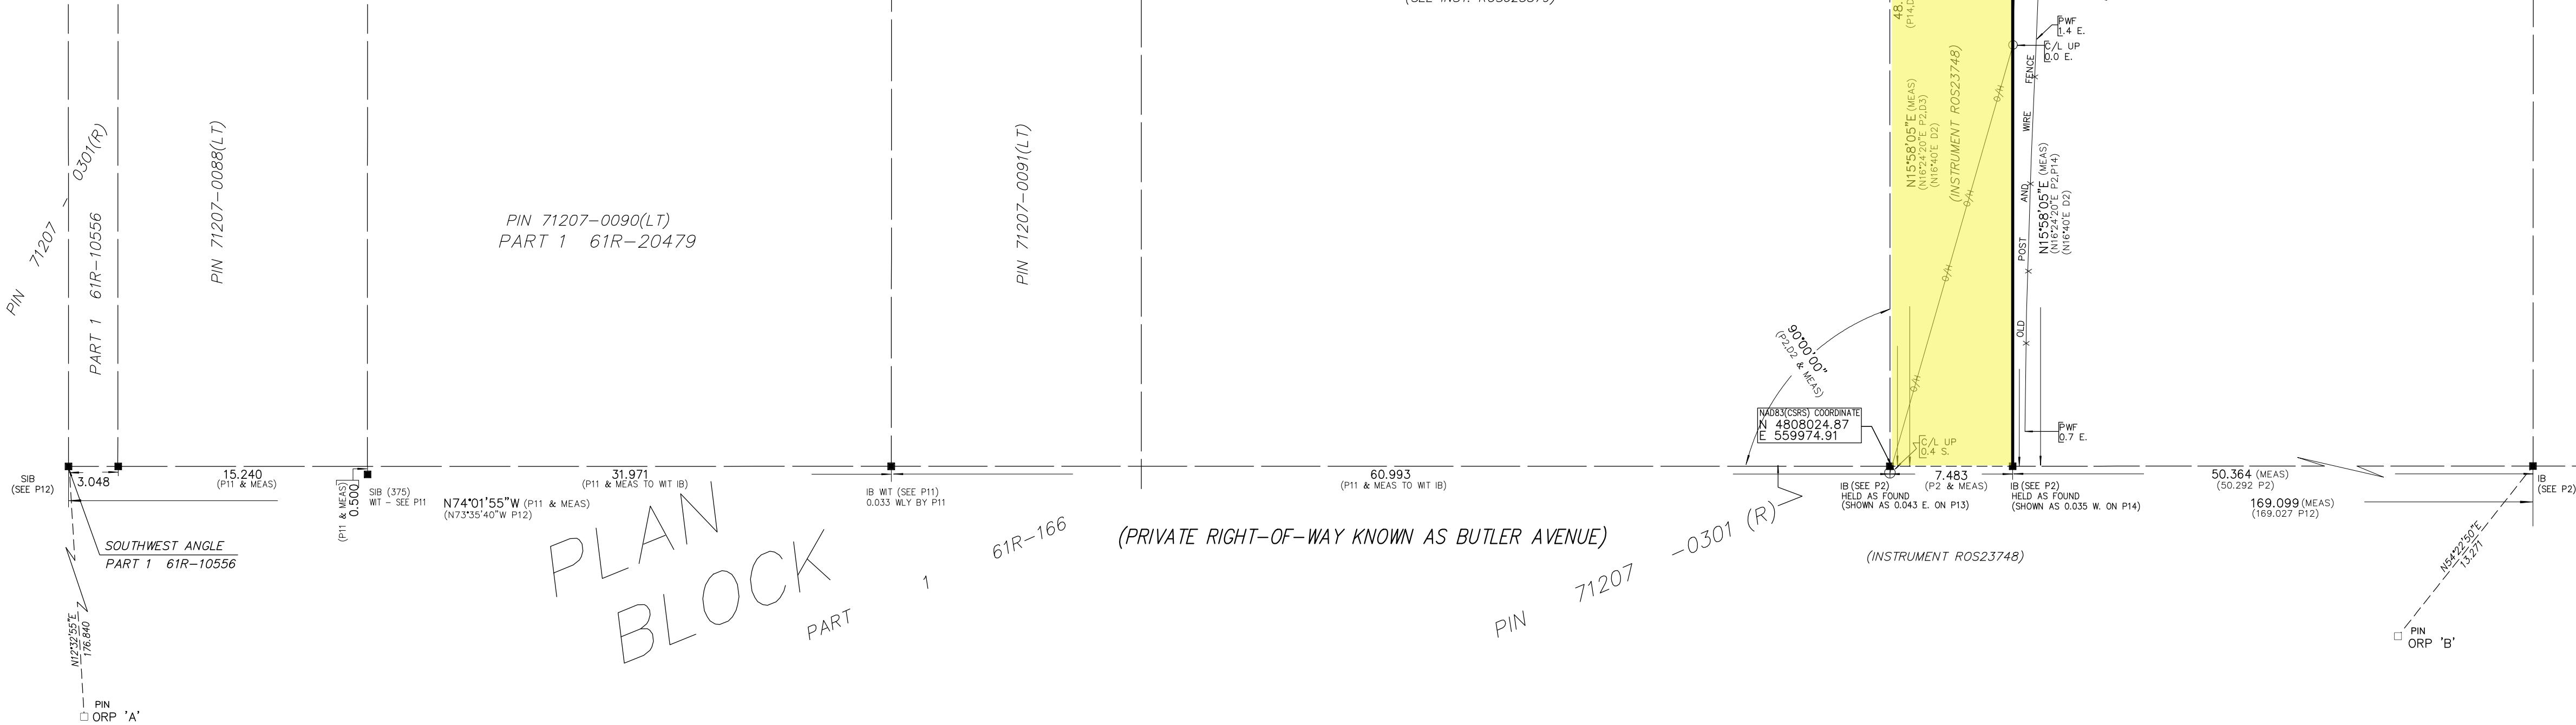 PIN 71207 - 0301(R)
PART 1 61R-10556
PIN 71207-0088(LT)
PIN 71207-0090(LT)
PART 1 61R-20479
PIN 71207-0091(LT)
48.
(P14,D
N15°58'05"E (MEAS)
(N16°24'20"E P2,D3)
(N16°40'E D2)
(INSTRUMENT ROS23748)
O/H
O/H
O/H
O/H
PWF
1.4 E.
C/L UP
0.0 E.
OLD POST AND WIRE FENCE
N15°58'05"E (MEAS)
(N16°24'20"E P2,P14)
(N16°40'E D2)
90°00'00"
(P2,D2 & MEAS)
NAD83(CSRS) COORDINATE
N 4808024.87
E 559974.91
C/L UP
0.4 S.
PWF
0.7 E.
SIB
(SEE P12)
3.048
15.240
(P11 & MEAS)
(P11 & MEAS)
0.500
SIB (375)
WIT - SEE P11
N74°01'55"W (P11 & MEAS)
(N73°35'40"W P12)
31.971
(P11 & MEAS TO WIT IB)
IB WIT (SEE P11)
0.033 WLY BY P11
60.993
(P11 & MEAS TO WIT IB)
IB (SEE P2)
HELD AS FOUND
(SHOWN AS 0.043 E. ON P13)
7.483
(P2 & MEAS)
IB (SEE P2)
HELD AS FOUND
(SHOWN AS 0.035 W. ON P14)
50.364 (MEAS)
(50.292 P2)
169.099 (MEAS)
(169.027 P12)
IB
(SEE P2)
SOUTHWEST ANGLE
PART 1 61R-10556
PLAN
BLOCK
PART 1 61R-166
(PRIVATE RIGHT-OF-WAY KNOWN AS BUTLER AVENUE)
PIN 71207 -0301 (R)
(INSTRUMENT ROS23748)
N54°22'50"E
13.271
PIN
ORP 'B'
N12°32'55"E
176.840
PIN
ORP 'A'